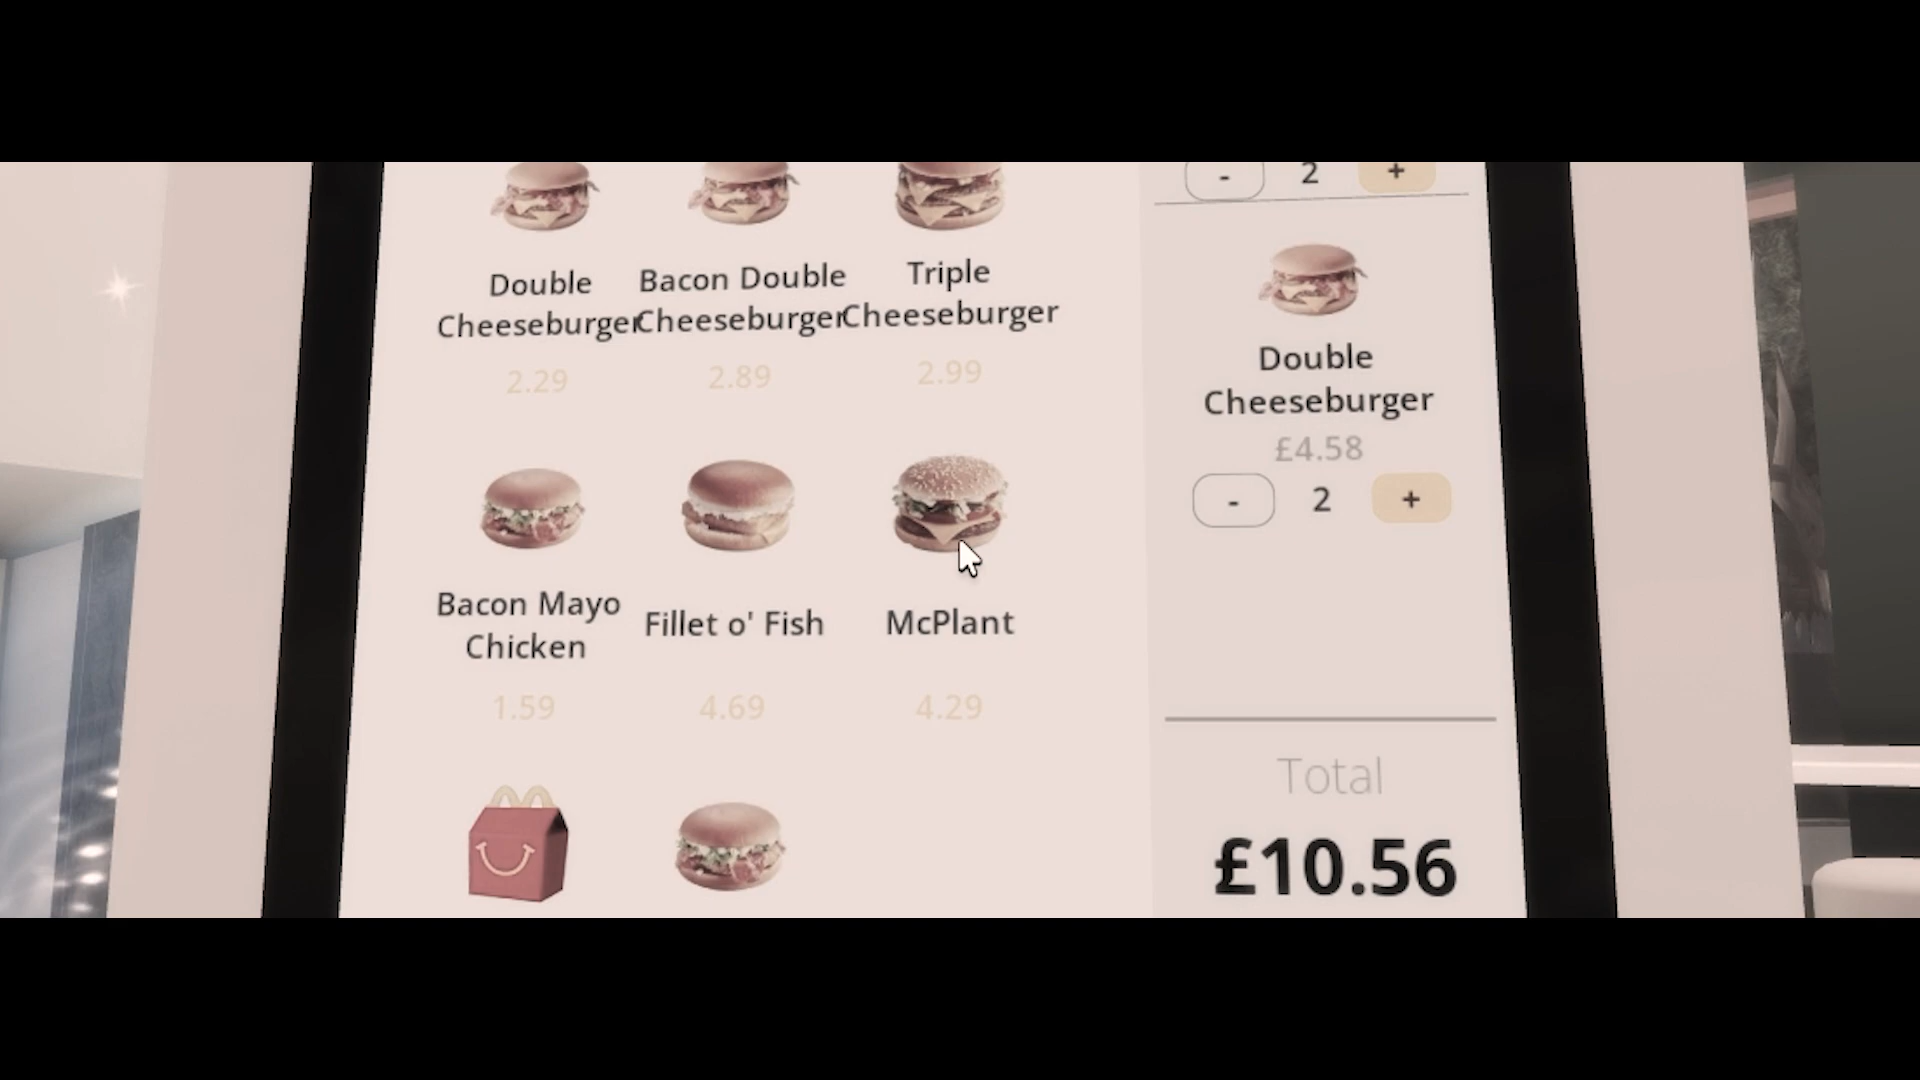 Double
Cheeseburger
2.29
Bacon Double
Cheeseburger
2.89
Triple
Cheeseburger
2.99
Bacon Mayo
Chicken
1.59
Fillet o' Fish
4.69
McPlant
4.29
- 2 +
Double
Cheeseburger
£4.58
- 2 +
Total
£10.56